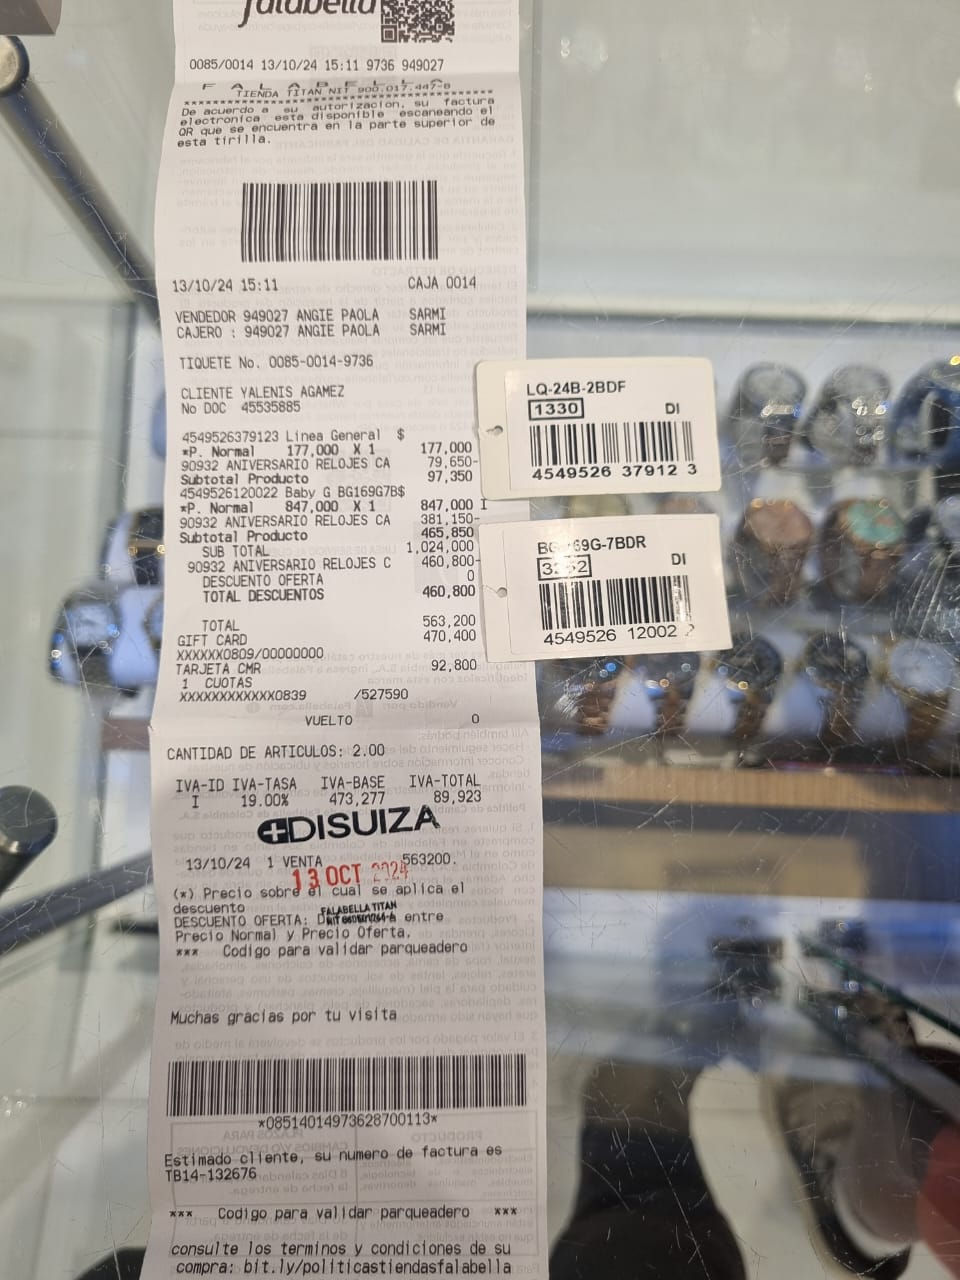 falabella
0085/0014 13/10/24 15:11 9736 949027
F A L A B E L L A
TIENDA TITAN NIT 900.017.447-8
De acuerdo a su autorizacion, su factura
electronica esta disponible escaneando el
QR que se encuentra en la parte superior de
esta tirilla.
13/10/24 15:11 CAJA 0014
VENDEDOR 949027 ANGIE PAOLA SARMI
CAJERO : 949027 ANGIE PAOLA SARMI
TIQUETE No. 0085-0014-9736
CLIENTE YALENIS AGAMEZ
No DOC 45535885
4549526379123 Linea General $
*P. Normal 177,000 X 1 177,000
90932 ANIVERSARIO RELOJES CA 79,650-
Subtotal Producto 97,350
4549526120022 Baby G BG169G7B$
*P. Normal 847,000 X 1 847,000 I
90932 ANIVERSARIO RELOJES CA 381,150-
Subtotal Producto 465,850
SUB TOTAL 1,024,000
90932 ANIVERSARIO RELOJES C 460,800-
DESCUENTO OFERTA 0
TOTAL DESCUENTOS 460,800
TOTAL 563,200
GIFT CARD 470,400
XXXXXX0809/00000000
TARJETA CMR 92,800
1 CUOTAS
XXXXXXXXXXXX0839 /527590
VUELTO 0
CANTIDAD DE ARTICULOS: 2.00
IVA-ID IVA-TASA IVA-BASE IVA-TOTAL
I 19.00% 473,277 89,923
DISUIZA
13/10/24 1 VENTA 563200.
13 OCT 2024
(*) Precio sobre el cual se aplica el
descuento
FALABELLA TITAN
DESCUENTO OFERTA: entre
Precio Normal y Precio Oferta.
*** Codigo para validar parqueadero
Muchas gracias por tu visita
*08514014973628700113*
Estimado cliente, su numero de factura es
TB14-132676
*** Codigo para validar parqueadero ***
consulte los terminos y condiciones de su
compra: bit.ly/politicastiendasfalabella
LQ-24B-2BDF
1330 DI
4549526 37912 3
BG-169G-7BDR
DI
4549526 12002